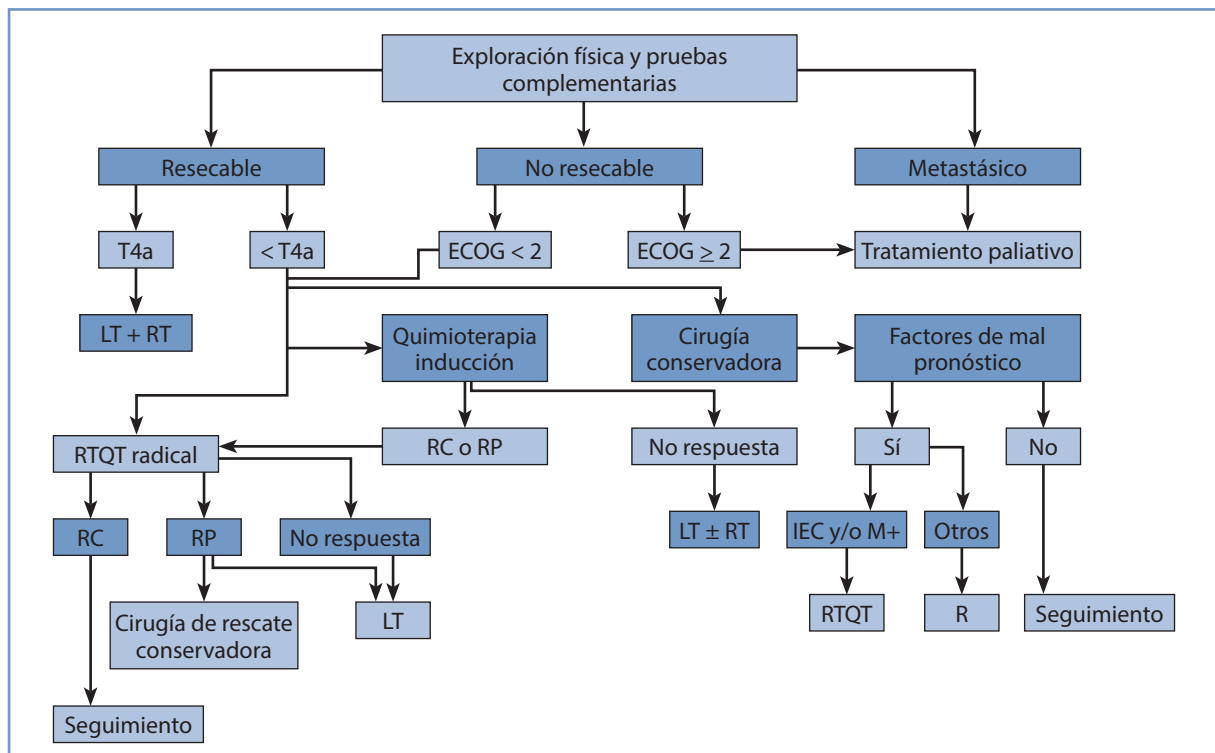 Exploración física y pruebas
complementarias
Resecable
No resecable
Metastásico
T4a
< T4a
ECOG < 2
ECOG ≥ 2
Tratamiento paliativo
LT + RT
Quimioterapia
inducción
Cirugía
conservadora
Factores de mal
pronóstico
RTQT radical
RC o RP
No respuesta
Sí
No
RC
RP
No respuesta
LT ± RT
IEC y/o M+
Otros
Cirugía de rescate
conservadora
LT
RTQT
R
Seguimiento
Seguimiento